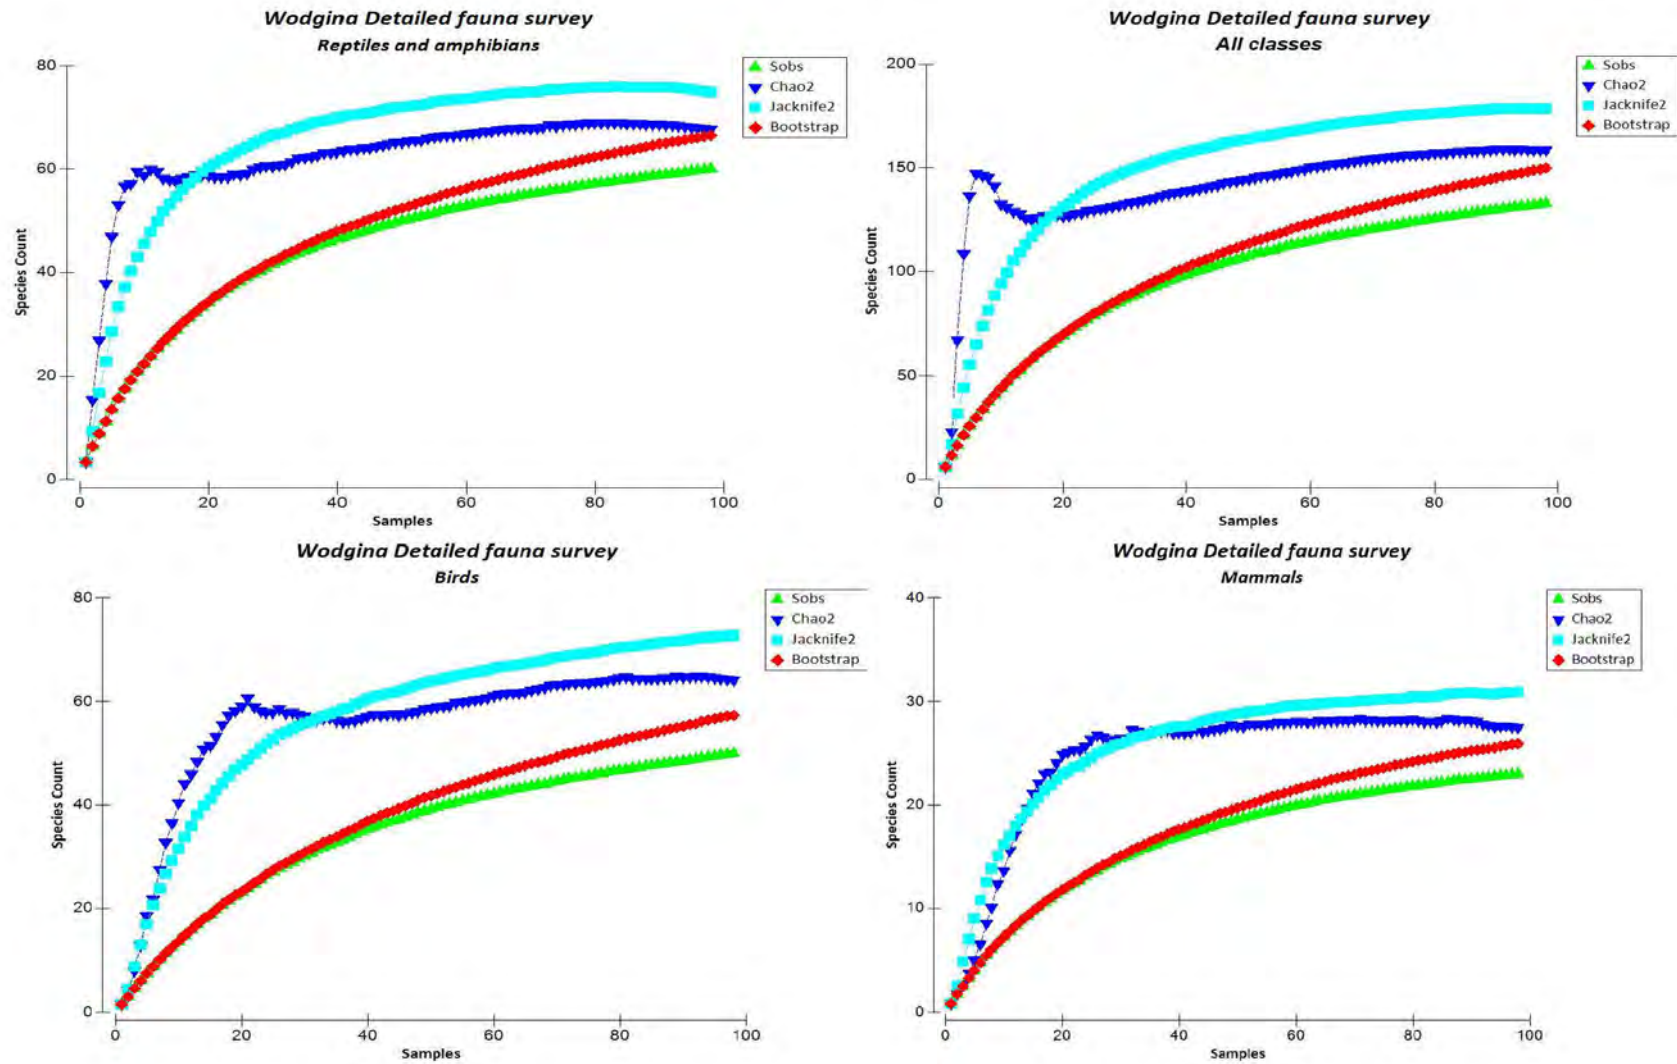 Wodgina Detailed fauna survey
Reptiles and amphibians
80
60
40
20
0
Species Count
0 20 40 60 80 100
Samples
Sobs
Chao2
Jacknife2
Bootstrap
Wodgina Detailed fauna survey
All classes
200
150
100
50
0
Species Count
0 20 40 60 80 100
Samples
Sobs
Chao2
Jacknife2
Bootstrap
Wodgina Detailed fauna survey
Birds
80
60
40
20
0
Species Count
0 20 40 60 80 100
Samples
Sobs
Chao2
Jacknife2
Bootstrap
Wodgina Detailed fauna survey
Mammals
40
30
20
10
0
Species Count
0 20 40 60 80 100
Samples
Sobs
Chao2
Jacknife2
Bootstrap